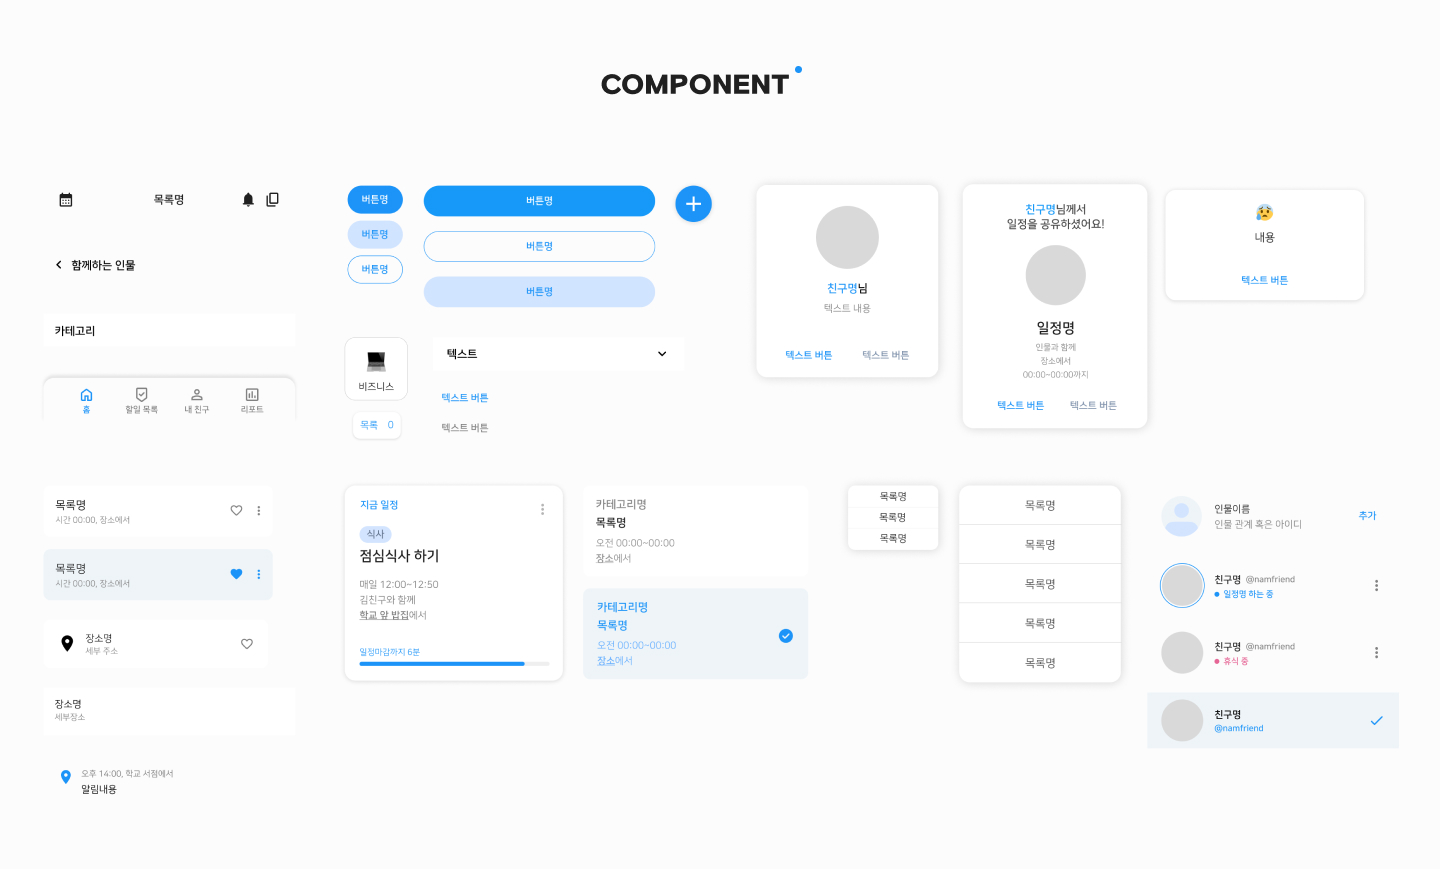 COMPONENT
목록명
함께하는 인물
카테고리
홈
할일 목록
내 친구
리포트
버튼명
버튼명
버튼명
버튼명
버튼명
버튼명
비즈니스
목록 0
텍스트
텍스트 버튼
텍스트 버튼
친구명님
텍스트 내용
텍스트 버튼
텍스트 버튼
친구명님께서
일정을 공유하셨어요!
일정명
인물과 함께
장소에서
00:00~00:00까지
텍스트 버튼
텍스트 버튼
내용
텍스트 버튼
목록명
시간 00:00, 장소에서
목록명
시간 00:00, 장소에서
장소명
세부 주소
장소명
세부장소
오후 14:00, 학교 서점에서
알림내용
지금 일정
식사
점심식사 하기
매일 12:00~12:50
김친구와 함께
학교 앞 밥집에서
일정마감까지 6분
카테고리명
목록명
오전 00:00~00:00
장소에서
카테고리명
목록명
오전 00:00~00:00
장소에서
목록명
목록명
목록명
목록명
목록명
목록명
목록명
목록명
인물이름
인물 관계 혹은 아이디
추가
친구명 @namfriend
일정명 하는 중
친구명 @namfriend
휴식 중
친구명
@namfriend